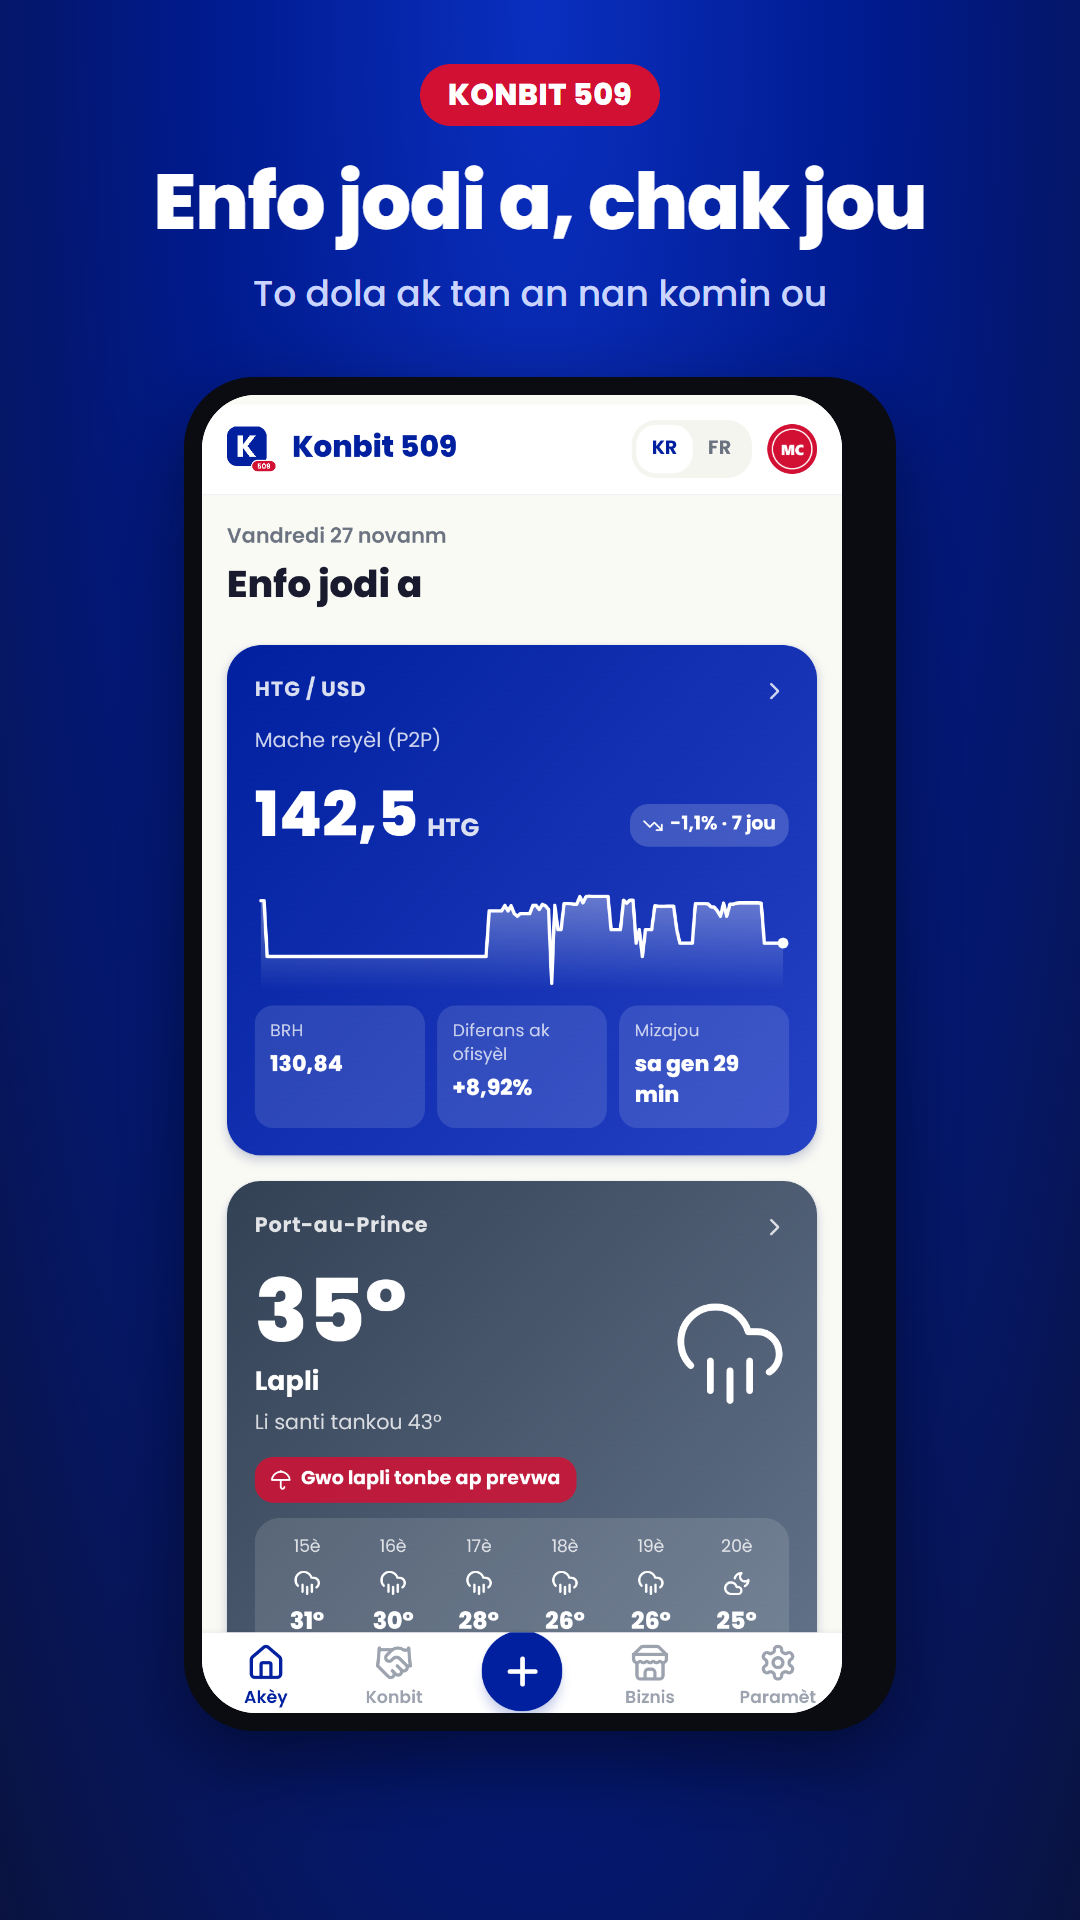 KONBIT 509
Enfo jodi a, chak jou
To dola ak tan an nan komin ou
K
509
Konbit 509
KR FR
MC
Vandredi 27 novanm
Enfo jodi a
HTG / USD
Mache reyèl (P2P)
142,5 HTG
-1,1% · 7 jou
BRH
130,84
Diferans ak
ofisyèl
+8,92%
Mizajou
sa gen 29
min
Port-au-Prince
35°
Lapli
Li santi tankou 43°
Gwo lapli tonbe ap prevwa
15è 16è 17è 18è 19è 20è
31° 30° 28° 26° 26° 25°
Akèy Konbit Biznis Paramèt